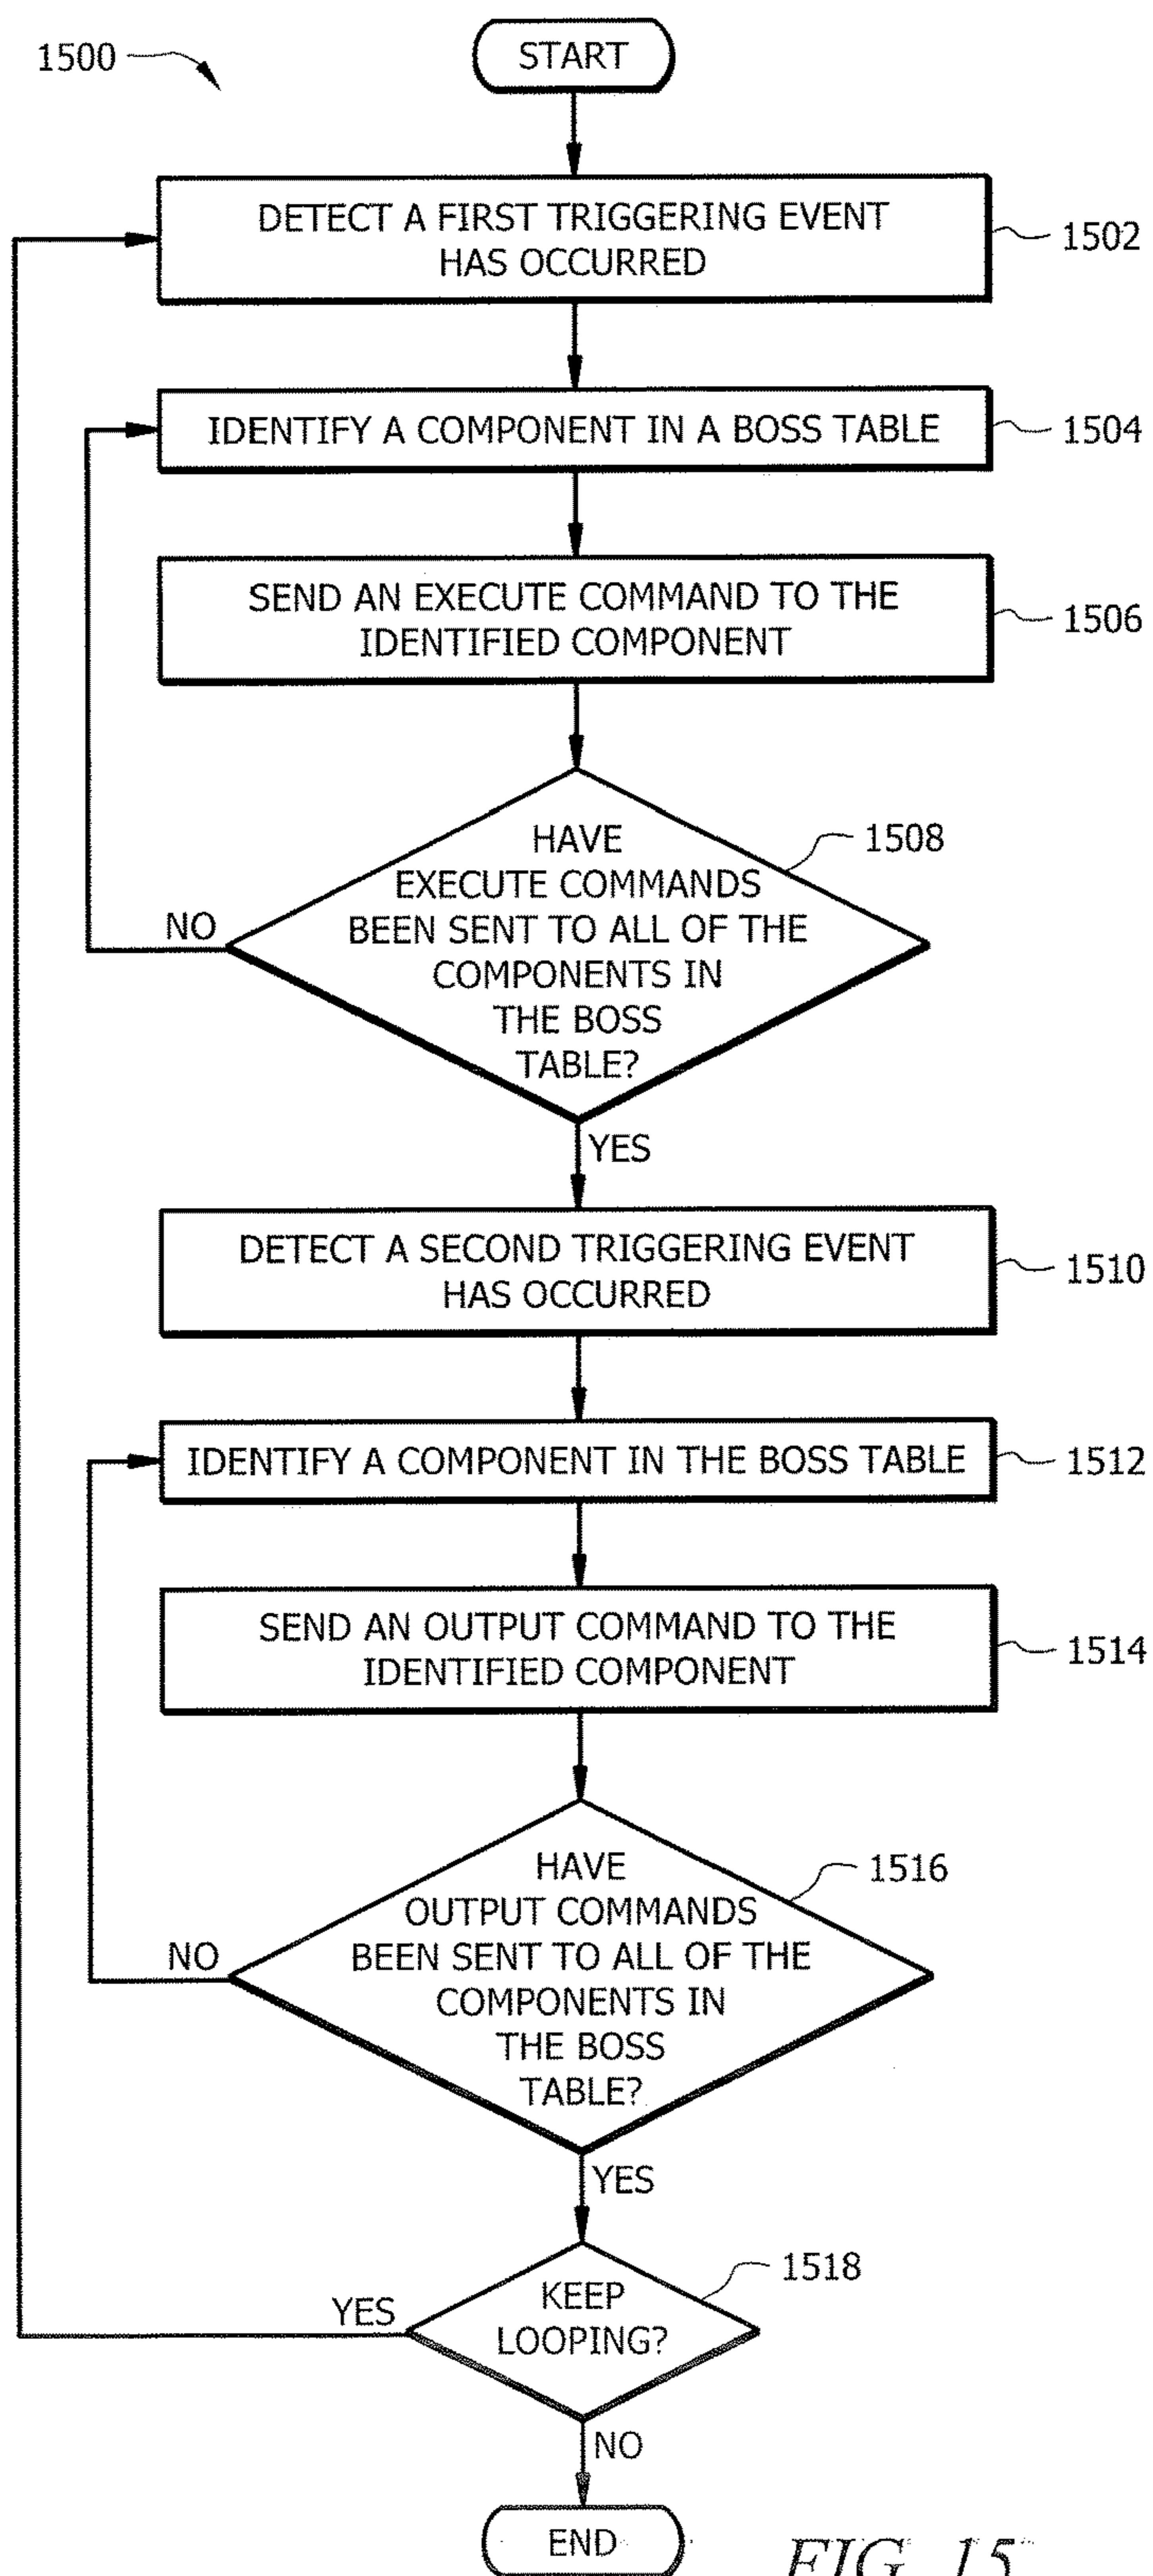 1500
START
DETECT A FIRST TRIGGERING EVENT
HAS OCCURRED
1502
IDENTIFY A COMPONENT IN A BOSS TABLE
1504
SEND AN EXECUTE COMMAND TO THE
IDENTIFIED COMPONENT
1506
HAVE
EXECUTE COMMANDS
BEEN SENT TO ALL OF THE
COMPONENTS IN
THE BOSS
TABLE?
1508
NO
YES
DETECT A SECOND TRIGGERING EVENT
HAS OCCURRED
1510
IDENTIFY A COMPONENT IN THE BOSS TABLE
1512
SEND AN OUTPUT COMMAND TO THE
IDENTIFIED COMPONENT
1514
HAVE
OUTPUT COMMANDS
BEEN SENT TO ALL OF THE
COMPONENTS IN
THE BOSS
TABLE?
1516
NO
YES
KEEP
LOOPING?
1518
YES
NO
END
FIG. 15